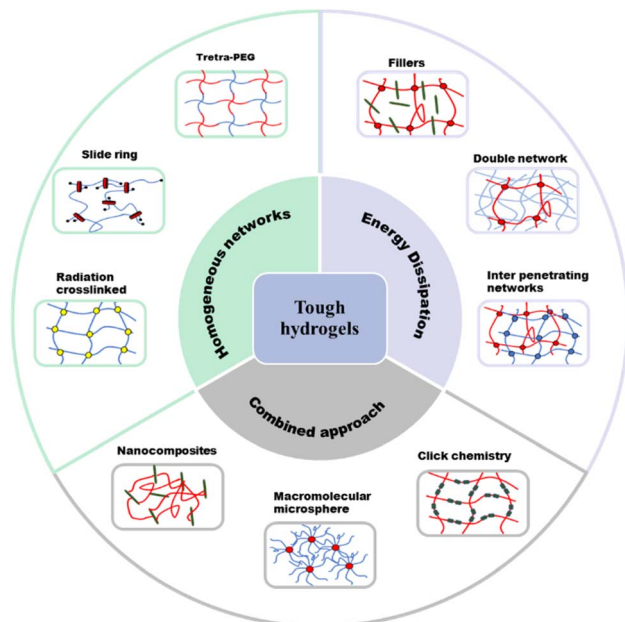 Tretra-PEG
Fillers
Slide ring
Double network
Radiation
crosslinked
Inter penetrating
networks
Homogeneous networks
Energy Dissipation
Tough
hydrogels
Combined approach
Nanocomposites
Macromolecular
microsphere
Click chemistry